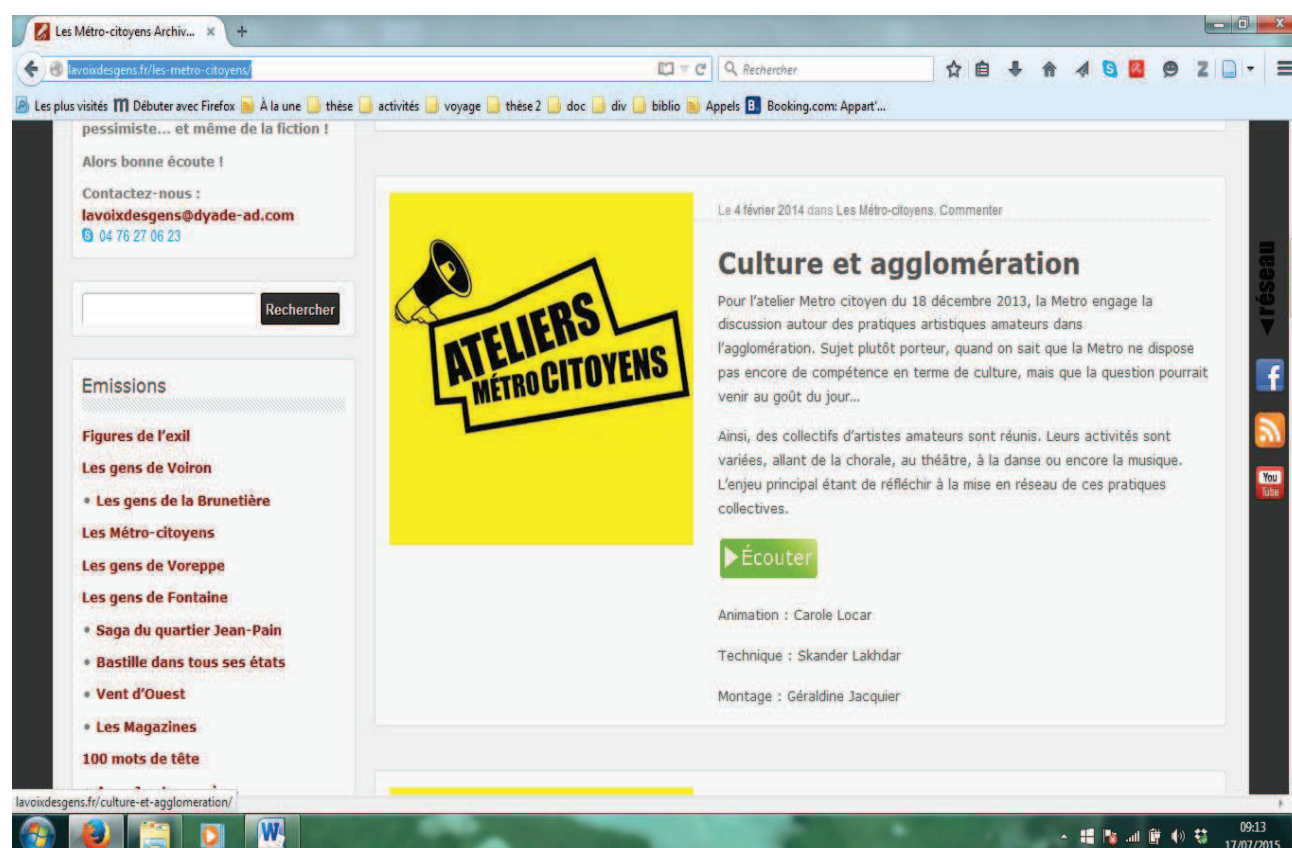 Les Métro-citoyens Archiv... × +
lavoixdesgens.fr/les-metro-citoyens/
Rechercher
Les plus visités Débuter avec Firefox À la une thèse activités voyage thèse 2 doc div biblio Appels B. Booking.com: Appart'...
pessimiste... et même de la fiction !
Alors bonne écoute !
Contactez-nous :
lavoixdesgens@dyade-ad.com
04 76 27 06 23
Rechercher
Emissions
Figures de l'exil
Les gens de Voiron
• Les gens de la Brunetière
Les Métro-citoyens
Les gens de Voreppe
Les gens de Fontaine
• Saga du quartier Jean-Pain
• Bastille dans tous ses états
• Vent d'Ouest
• Les Magazines
100 mots de tête
ATELIERS
MÉTROCITOYENS
Le 4 février 2014 dans Les Métro-citoyens, Commenter
Culture et agglomération
Pour l'atelier Metro citoyen du 18 décembre 2013, la Metro engage la
discussion autour des pratiques artistiques amateurs dans
l'agglomération. Sujet plutôt porteur, quand on sait que la Metro ne dispose
pas encore de compétence en terme de culture, mais que la question pourrait
venir au goût du jour...
Ainsi, des collectifs d'artistes amateurs sont réunis. Leurs activités sont
variées, allant de la chorale, au théâtre, à la danse ou encore la musique.
L'enjeu principal étant de réfléchir à la mise en réseau de ces pratiques
collectives.
Écouter
Animation : Carole Locar
Technique : Skander Lakhdar
Montage : Géraldine Jacquier
réseau
f
You
Tube
lavoixdesgens.fr/culture-et-agglomeration/
W
09:13
17/07/2015